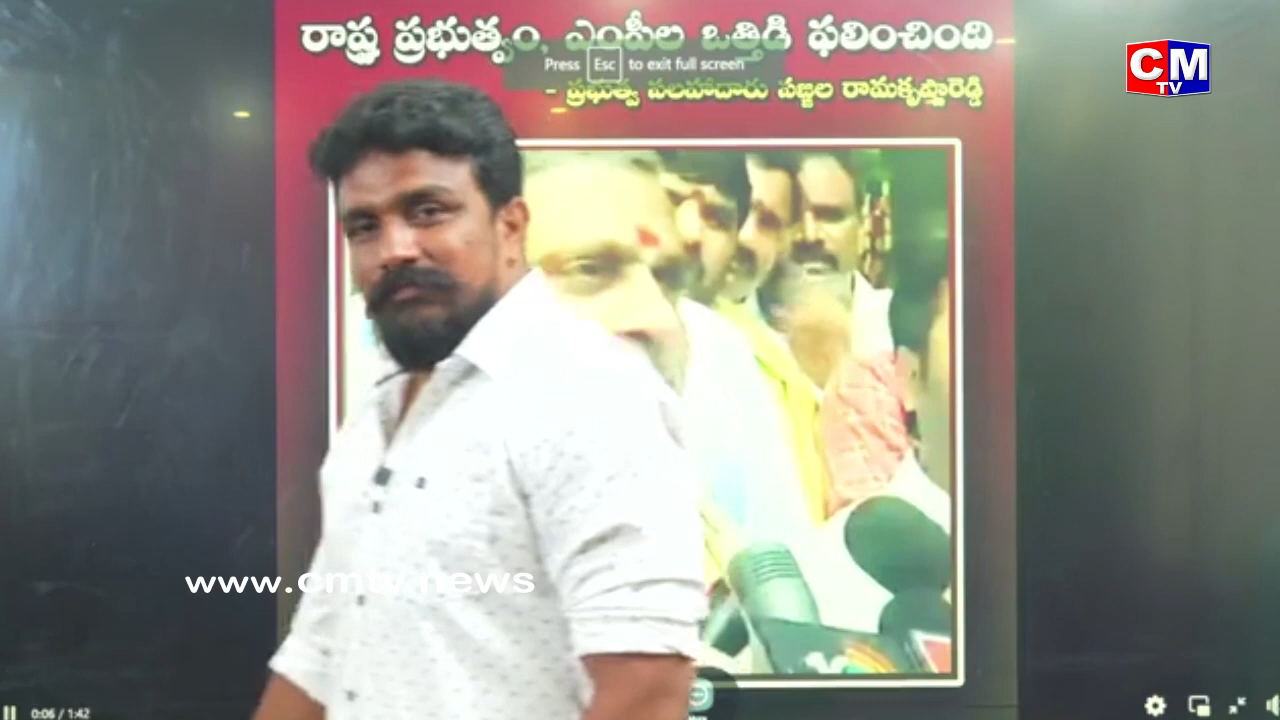 రాష్ట్ర ప్రభుత్వం, ఎంపీల ఒత్తిడి ఫలించింది
Press Esc to exit full screen
- ప్రభుత్వ సలహాదారు సజ్జల రామకృష్ణారెడ్డి
CM
TV
www.cmtv.news
0:06 / 1:42